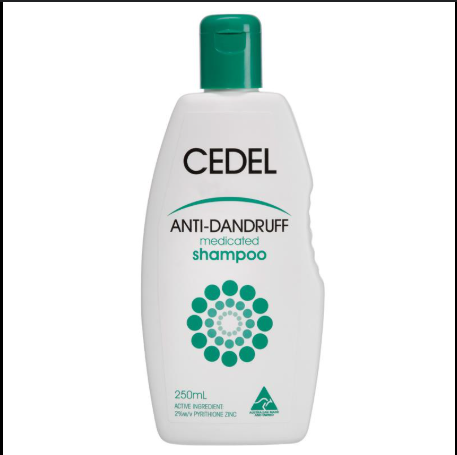 CEDEL
ANTI-DANDRUFF
medicated
shampoo
250mL
ACTIVE INGREDIENT
2%w/v PYRITHIONE ZINC